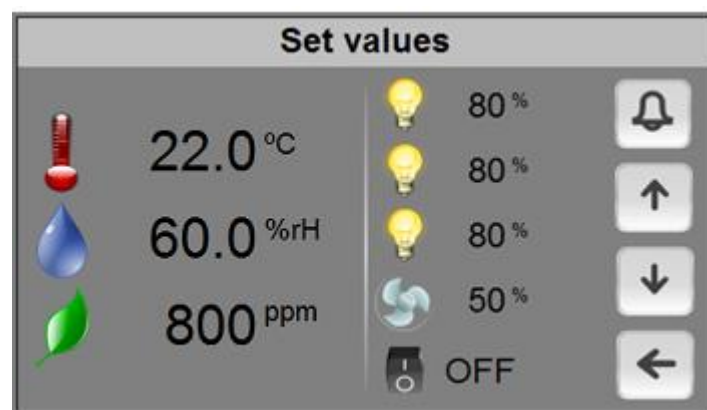 Set values
22.0 °C
60.0 %rH
800 ppm
80 %
80 %
80 %
50 %
OFF